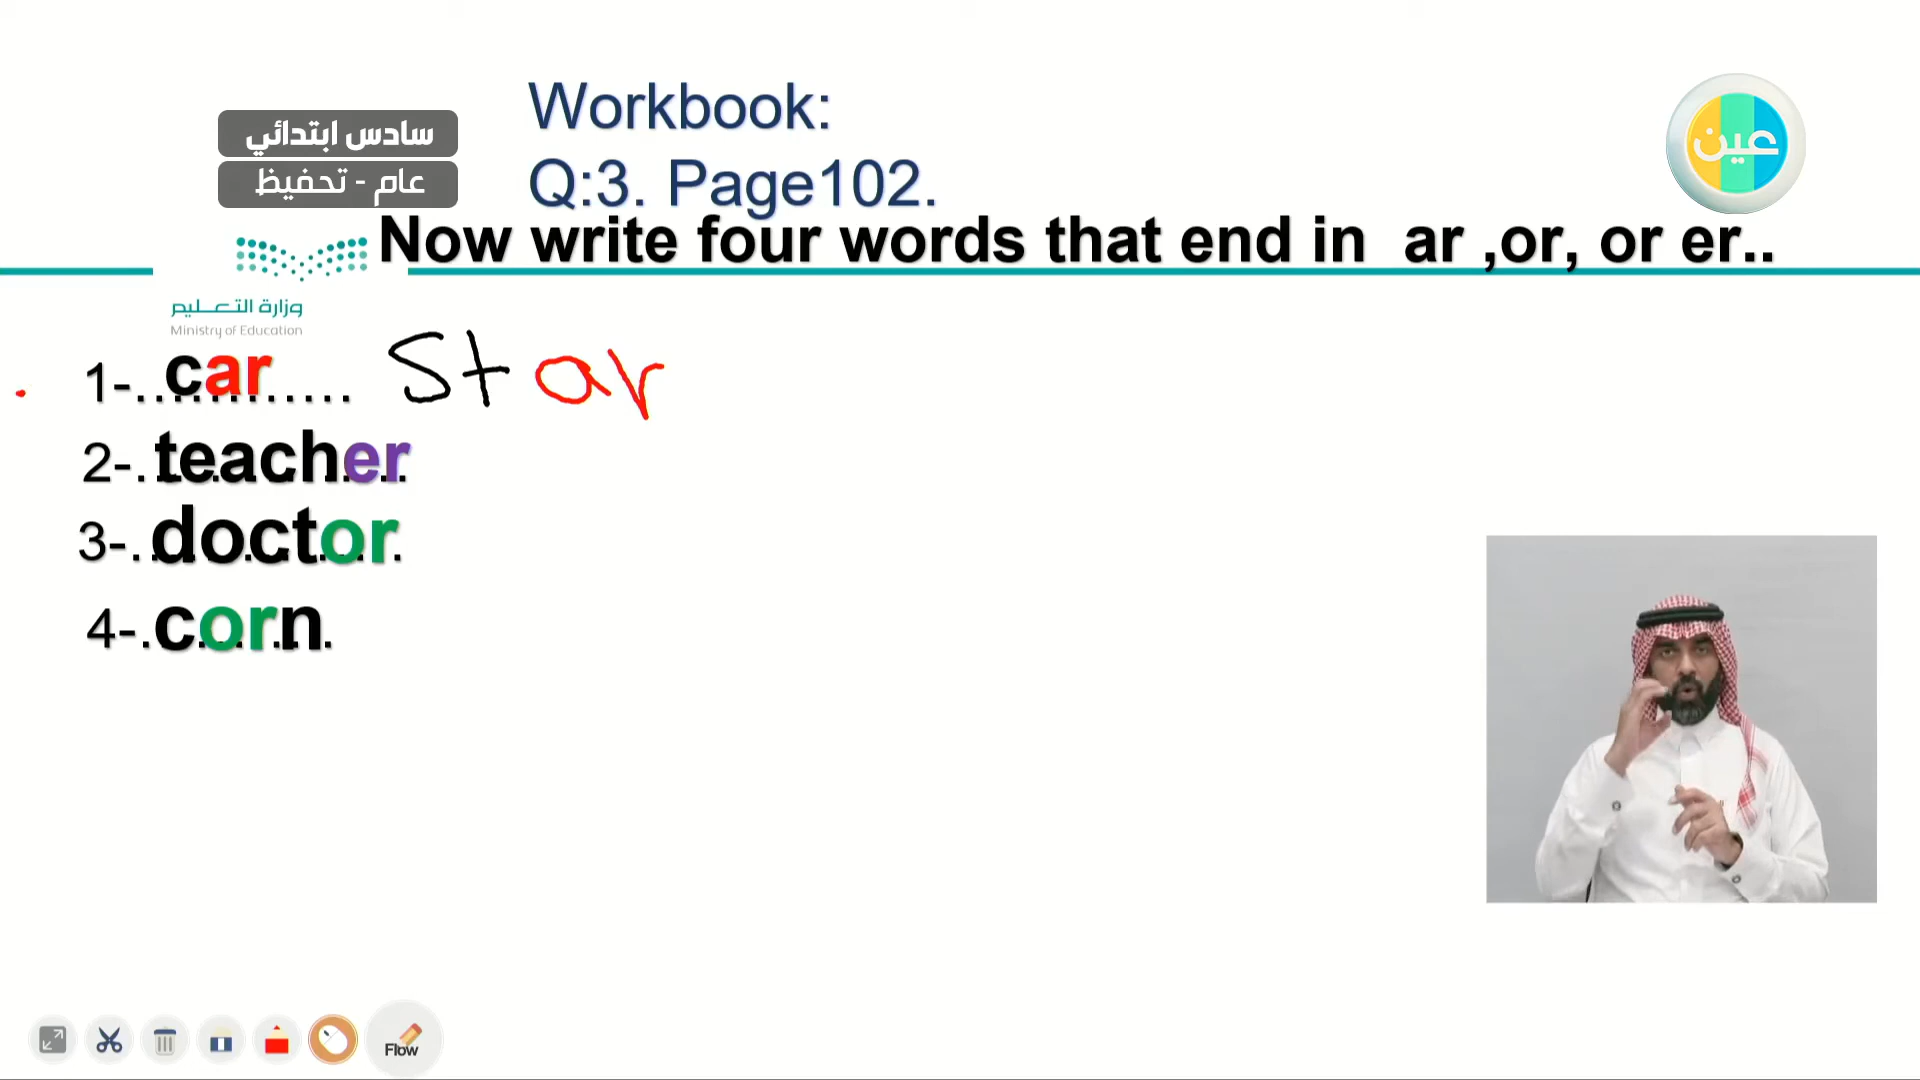 Workbook:
سادس ابتدائي
عام - تحفيظ
عين
Q:3. Page102.
Now write four words that end in ar ,or, or er..
وزارة التعليم
Ministry of Education
1-............ car star
2-............ teacher
3-............ doctor
4-.......... corn
Flow